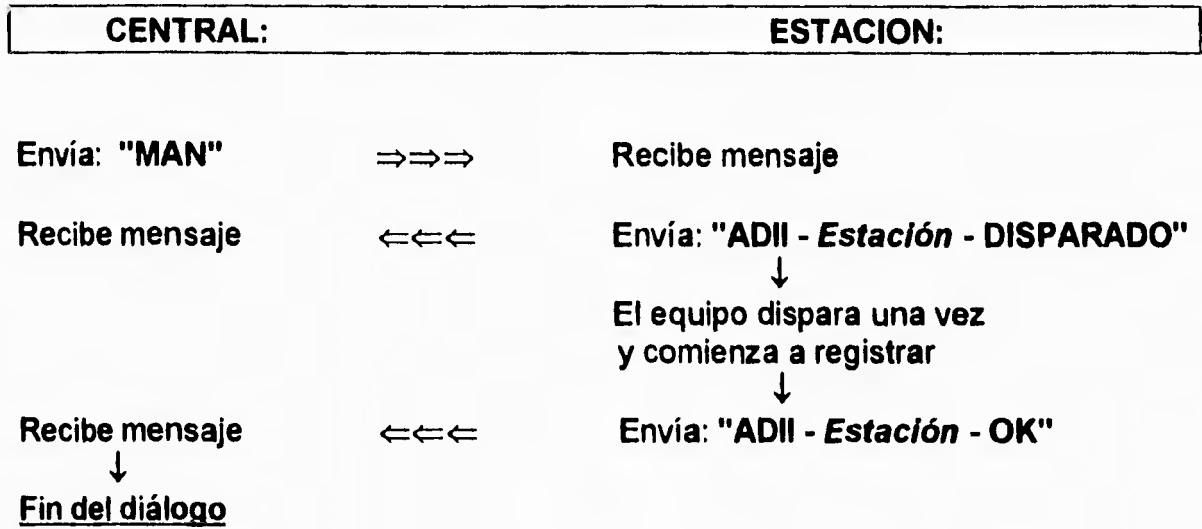 CENTRAL: ESTACION:
Envía: "MAN" ⇒⇒⇒ Recibe mensaje
Recibe mensaje ⇐⇐⇐ Envía: "ADII - Estación - DISPARADO"
↓
El equipo dispara una vez
y comienza a registrar
↓
Recibe mensaje ⇐⇐⇐ Envía: "ADII - Estación - OK"
↓
Fin del diálogo